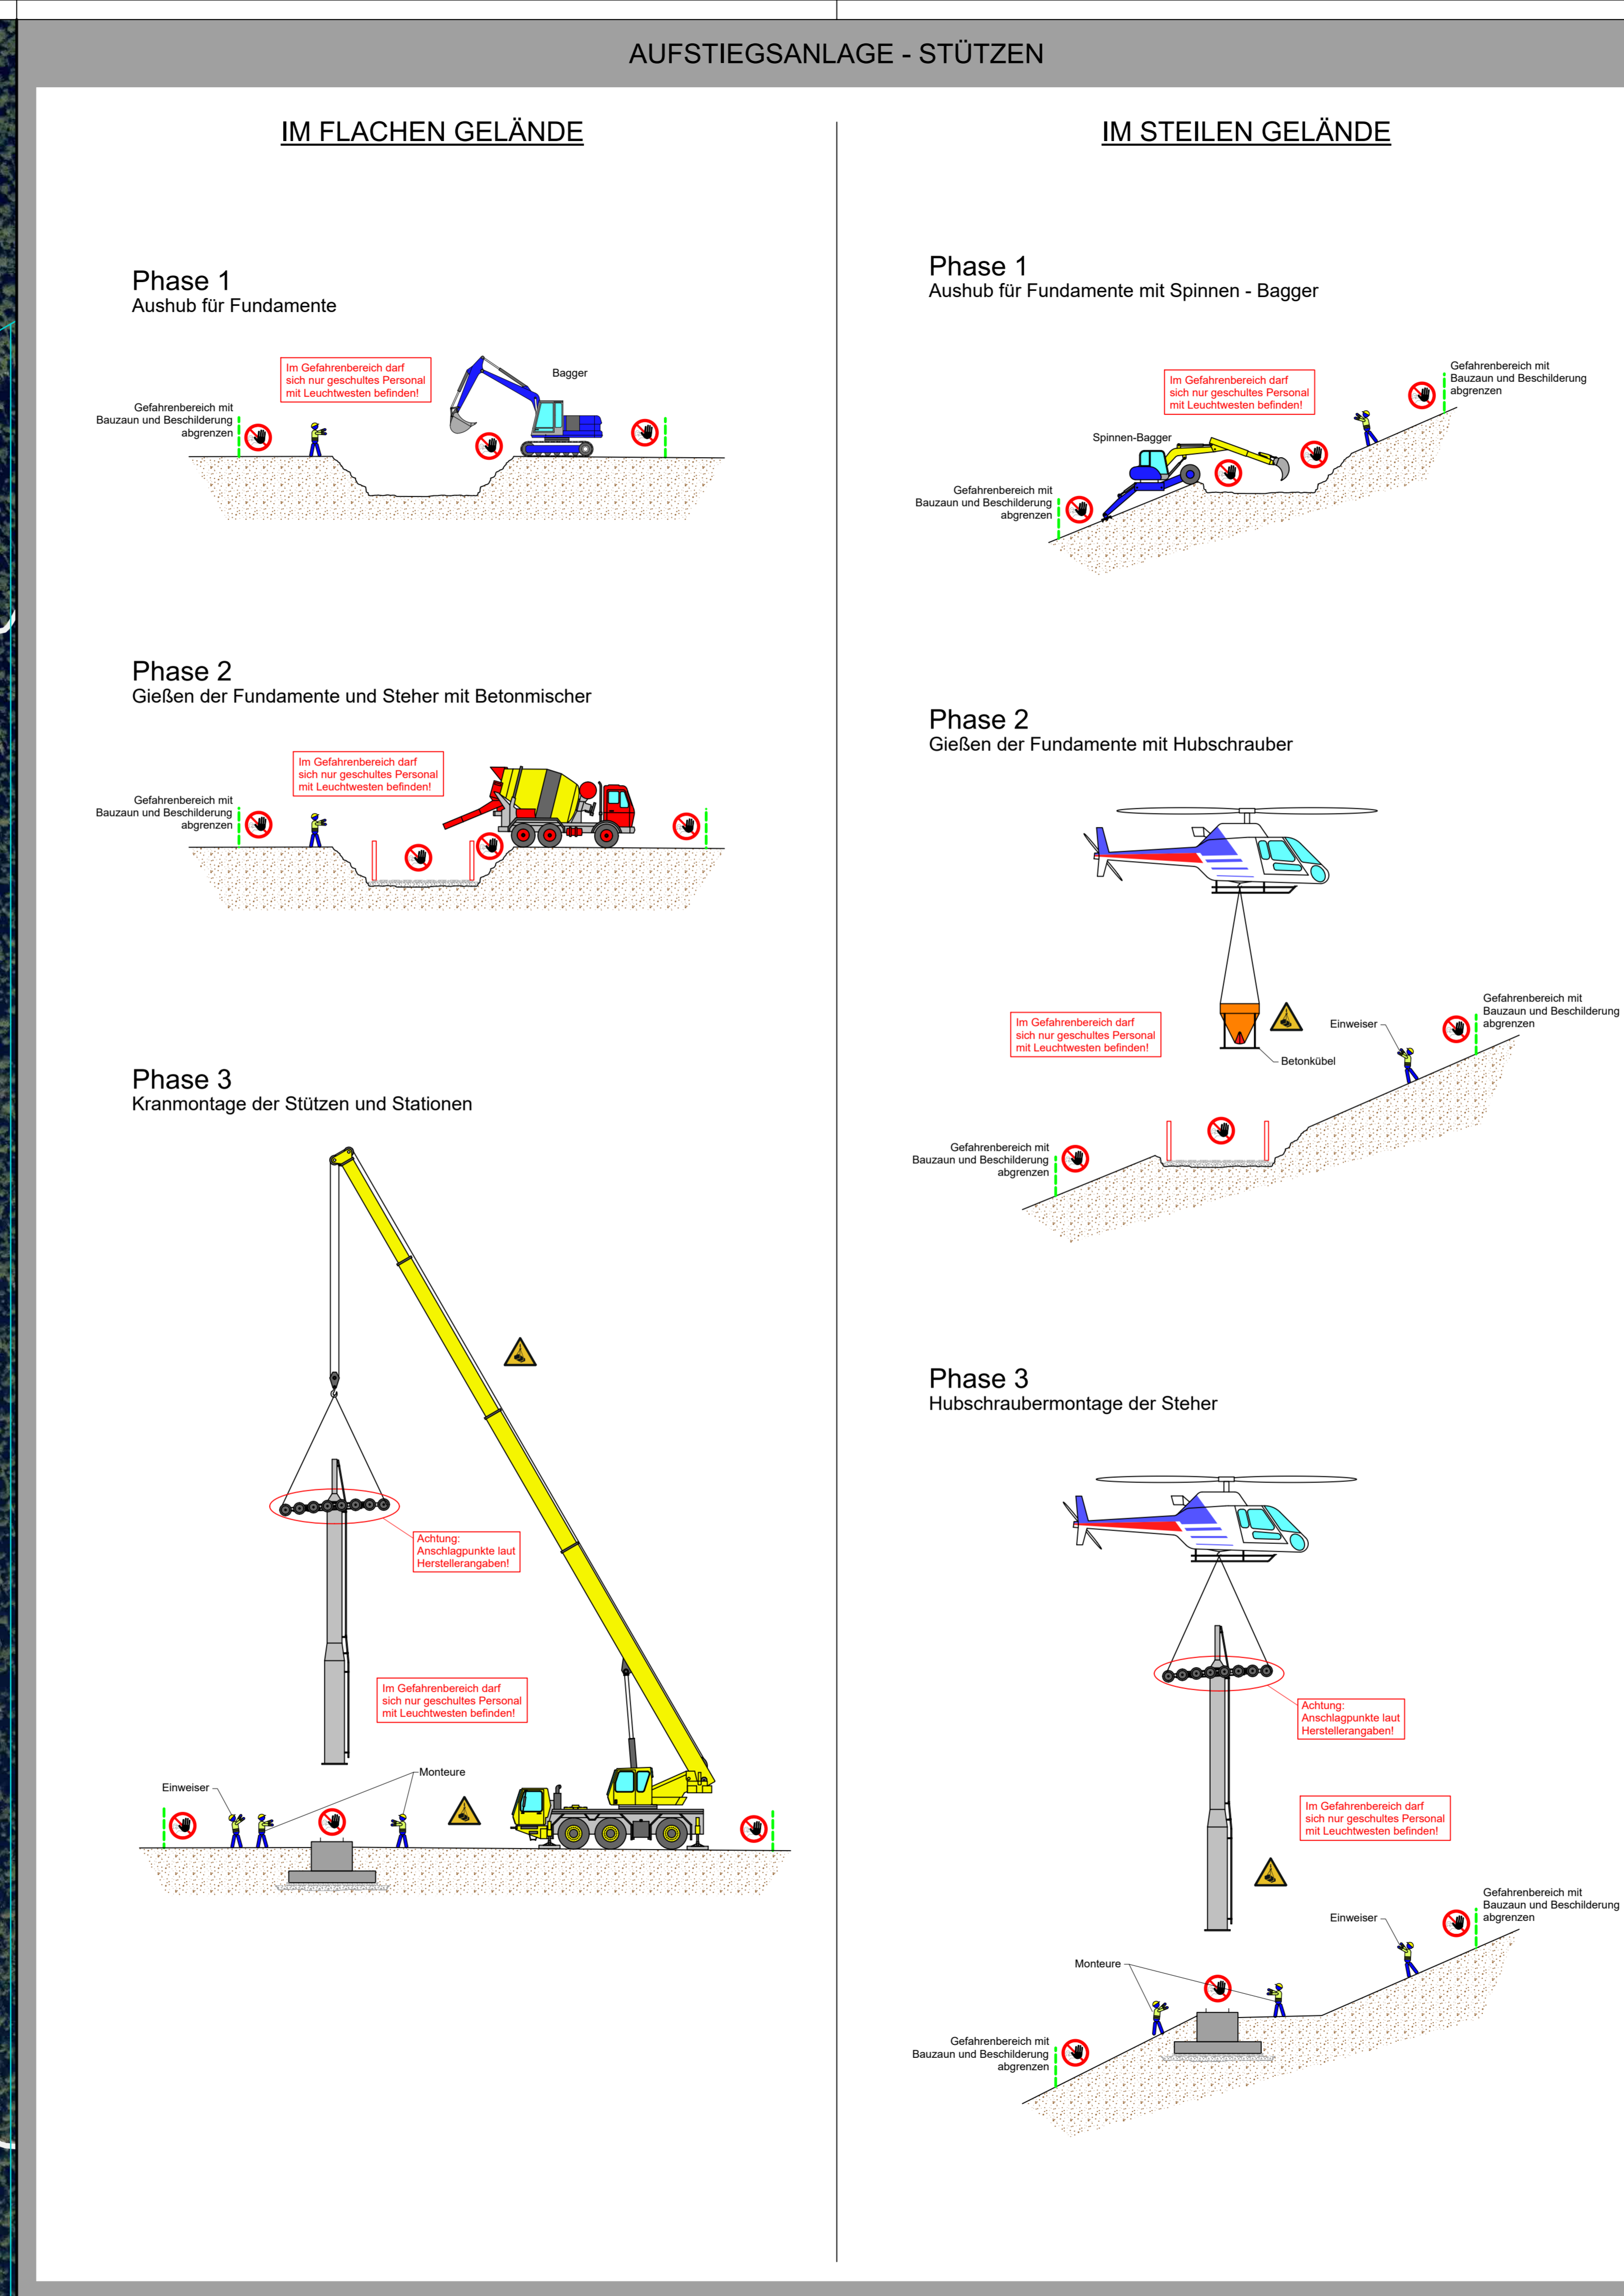 AUFSTIEGSANLAGE - STÜTZEN
IM FLACHEN GELÄNDE
Phase 1
Aushub für Fundamente
Im Gefahrenbereich darf
sich nur geschultes Personal
mit Leuchtwesten befinden!
Bagger
Gefahrenbereich mit
Bauzaun und Beschilderung
abgrenzen
Phase 2
Gießen der Fundamente und Steher mit Betonmischer
Im Gefahrenbereich darf
sich nur geschultes Personal
mit Leuchtwesten befinden!
Gefahrenbereich mit
Bauzaun und Beschilderung
abgrenzen
Phase 3
Kranmontage der Stützen und Stationen
Achtung:
Anschlagpunkte laut
Herstellerangaben!
Im Gefahrenbereich darf
sich nur geschultes Personal
mit Leuchtwesten befinden!
Monteure
Einweiser
IM STEILEN GELÄNDE
Phase 1
Aushub für Fundamente mit Spinnen - Bagger
Gefahrenbereich mit
Bauzaun und Beschilderung
abgrenzen
Im Gefahrenbereich darf
sich nur geschultes Personal
mit Leuchtwesten befinden!
Spinnen-Bagger
Gefahrenbereich mit
Bauzaun und Beschilderung
abgrenzen
Phase 2
Gießen der Fundamente mit Hubschrauber
Gefahrenbereich mit
Bauzaun und Beschilderung
abgrenzen
Im Gefahrenbereich darf
sich nur geschultes Personal
mit Leuchtwesten befinden!
Einweiser
Betonkübel
Gefahrenbereich mit
Bauzaun und Beschilderung
abgrenzen
Phase 3
Hubschraubermontage der Steher
Achtung:
Anschlagpunkte laut
Herstellerangaben!
Im Gefahrenbereich darf
sich nur geschultes Personal
mit Leuchtwesten befinden!
Gefahrenbereich mit
Bauzaun und Beschilderung
abgrenzen
Einweiser
Monteure
Gefahrenbereich mit
Bauzaun und Beschilderung
abgrenzen